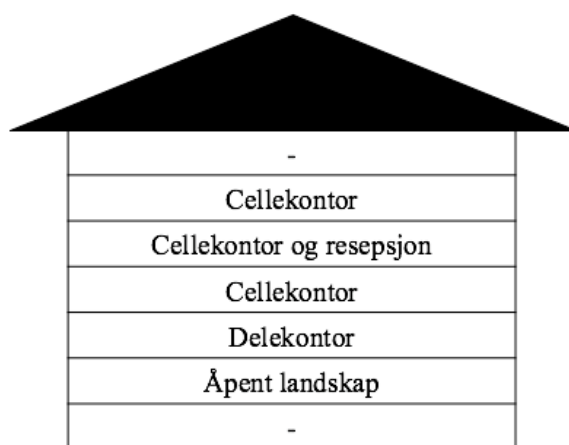 -
Cellekontor
Cellekontor og resepsjon
Cellekontor
Delekontor
Åpent landskap
-